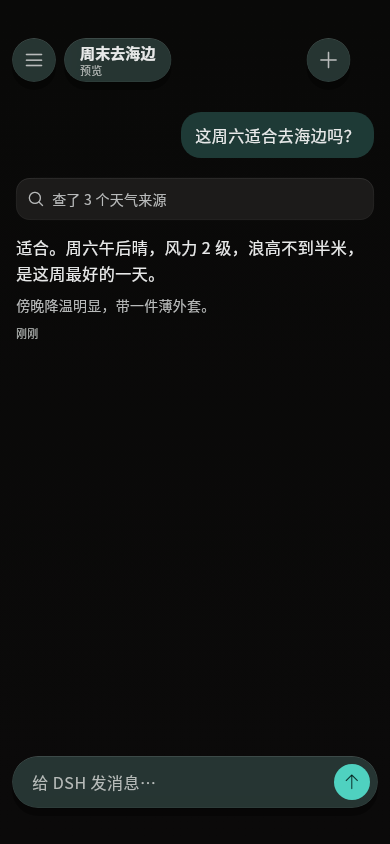 周末去海边
预览
这周六适合去海边吗？
查了 3 个天气来源
适合。周六午后晴，风力 2 级，浪高不到半米，
是这周最好的一天。
傍晚降温明显，带一件薄外套。
刚刚
给 DSH 发消息…